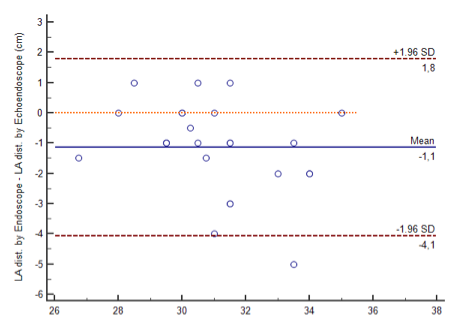 3
2
1
0
-1
-2
-3
-4
-5
-6
LA dist. by Endoscope - LA dist. by Echoendoscope (cm)
+1.96 SD
1,8
Mean
-1,1
-1.96 SD
-4,1
26 28 30 32 34 36 38